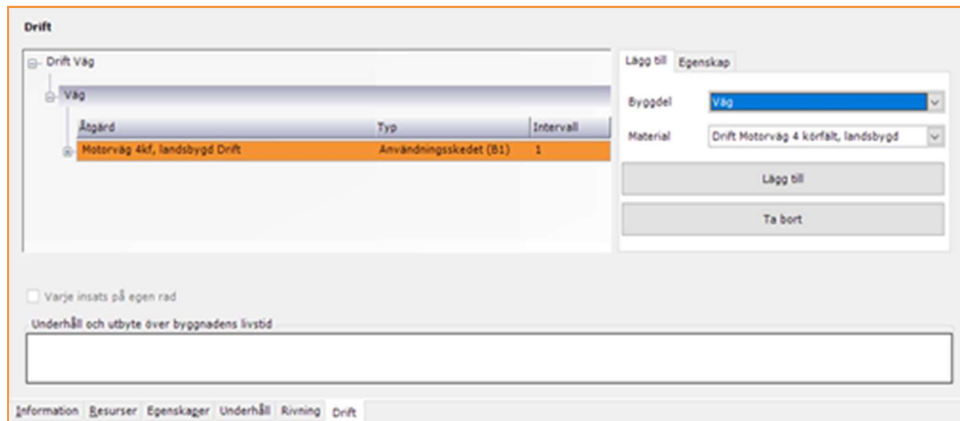 Drift
Drift Väg
Väg
Åtgärd Typ Intervall
Motorväg 4kf, landsbygd Drift Användningsskedet (B1) 1
Lägg till Egenskap
Byggdel Väg
Material Drift Motorväg 4 körfält, landsbygd
Lägg till
Ta bort
Varje insats på egen rad
Underhåll och utbyte över byggnadens livstid
Information Resurser Egenskaper Underhåll Rivning Drift